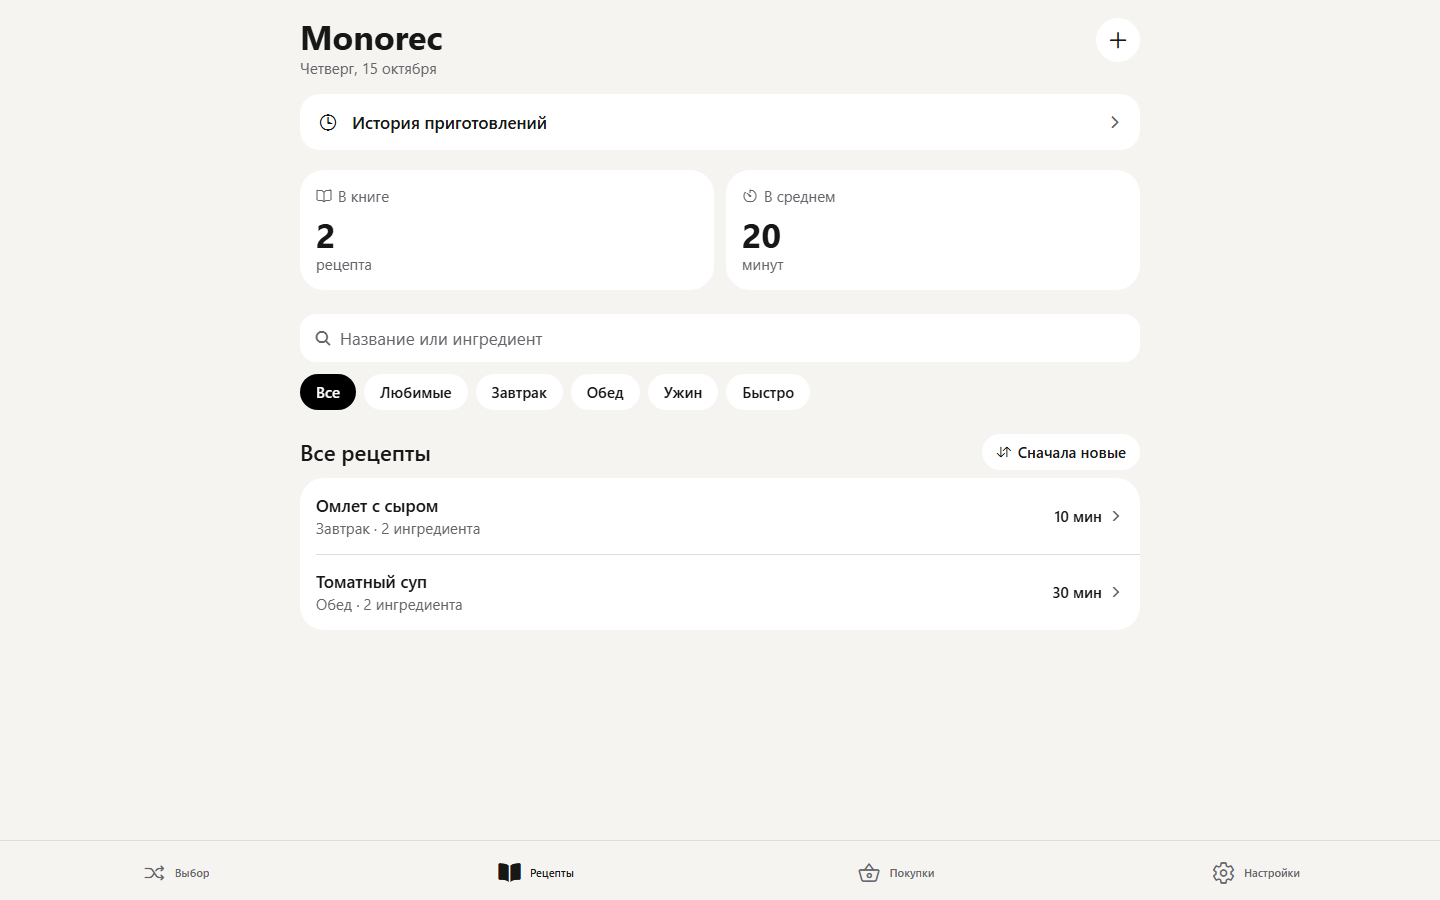 Monorec
Четверг, 15 октября
История приготовлений
В книге
2
рецепта
В среднем
20
минут
Название или ингредиент
Все Любимые Завтрак Обед Ужин Быстро
Все рецепты
Сначала новые
Омлет с сыром
Завтрак · 2 ингредиента
10 мин
Томатный суп
Обед · 2 ингредиента
30 мин
Выбор Рецепты Покупки Настройки